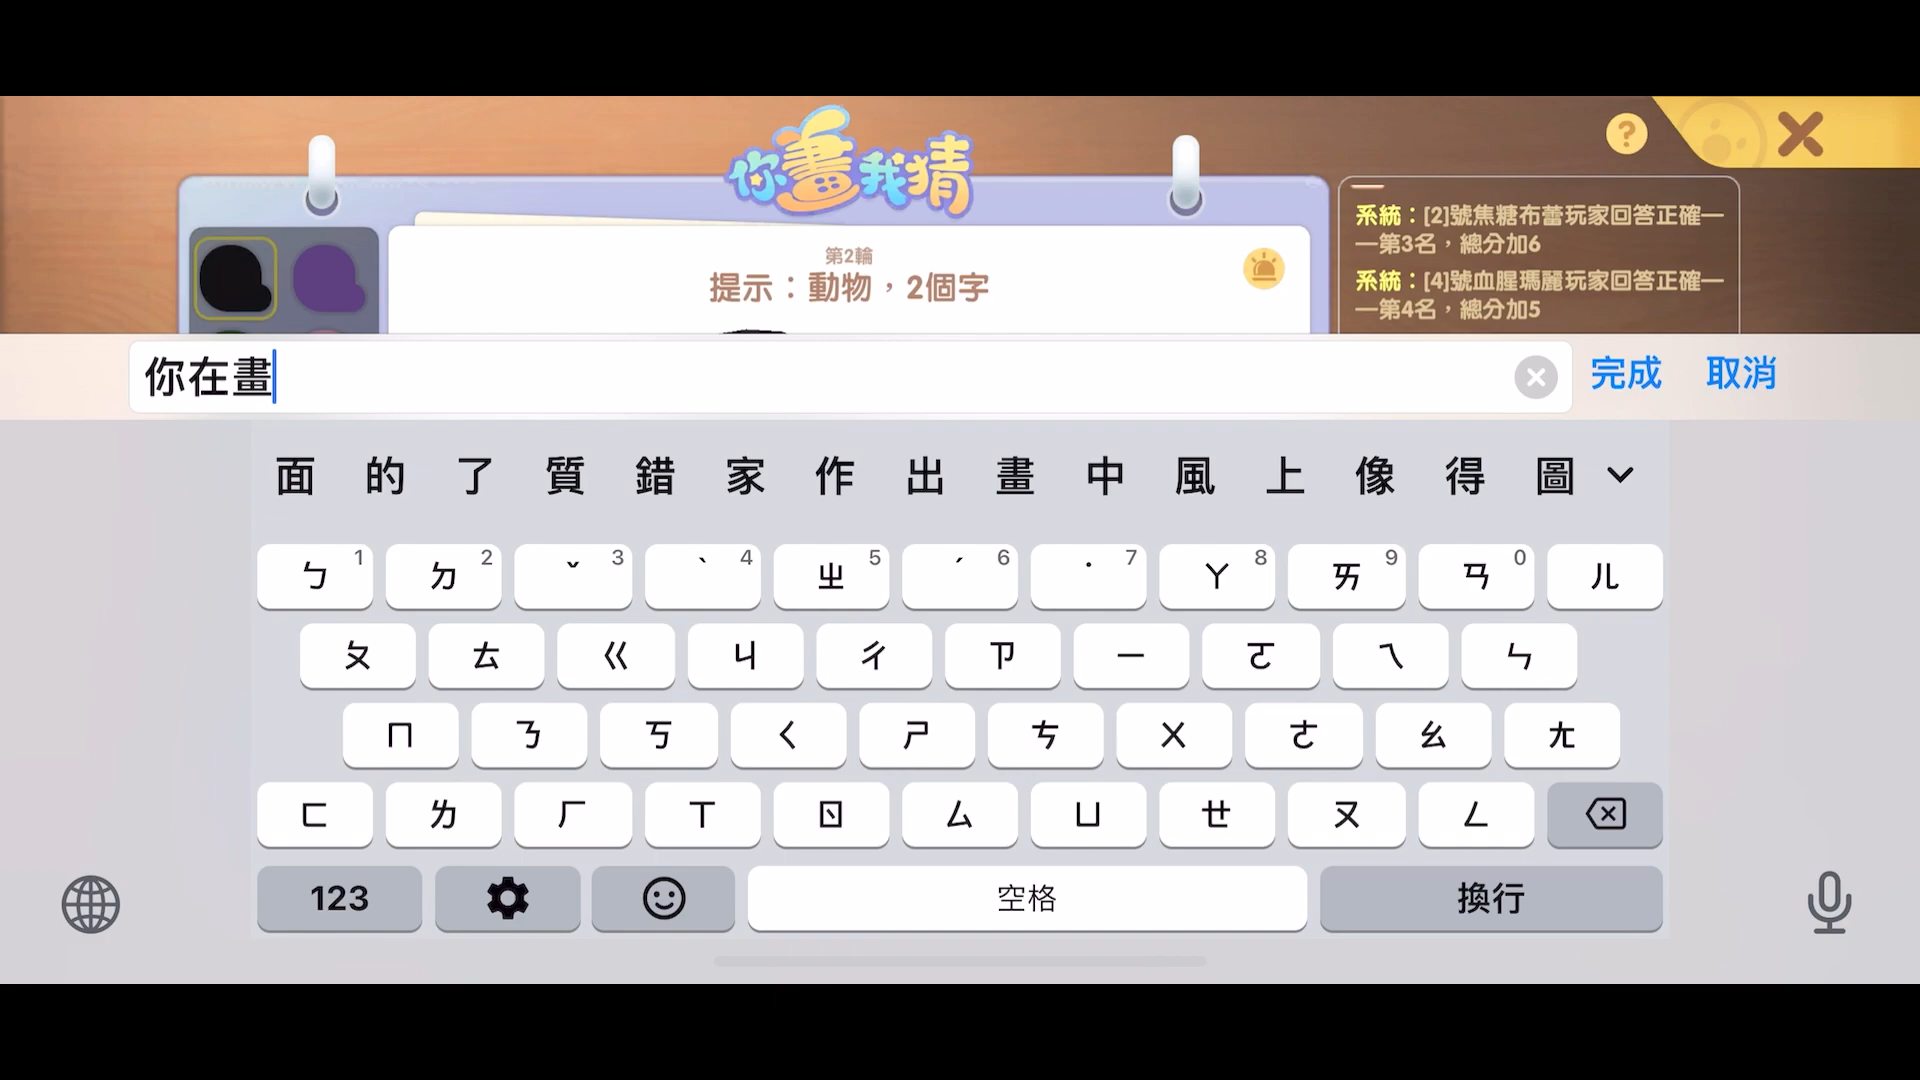 你畫我猜
第2輪
提示：動物，2個字
系統：[2]號焦糖布蕾玩家回答正確—
—第3名，總分加6
系統：[4]號血腥瑪麗玩家回答正確—
—第4名，總分加5
?
你在畫
完成 取消
面 的 了 質 錯 家 作 出 畫 中 風 上 像 得 圖
ㄅ 1 ㄉ 2 ˇ 3 ˋ 4 ㄓ 5 ˊ 6 ˙ 7 ㄚ 8 ㄞ 9 ㄢ 0 ㄦ
ㄆ ㄊ ㄍ ㄐ ㄔ ㄗ ㄧ ㄛ ㄟ ㄣ
ㄇ ㄋ ㄎ ㄑ ㄕ ㄘ ㄨ ㄜ ㄠ ㄤ
ㄈ ㄌ ㄏ ㄒ ㄖ ㄙ ㄩ ㄝ ㄡ ㄥ
123 空格 換行